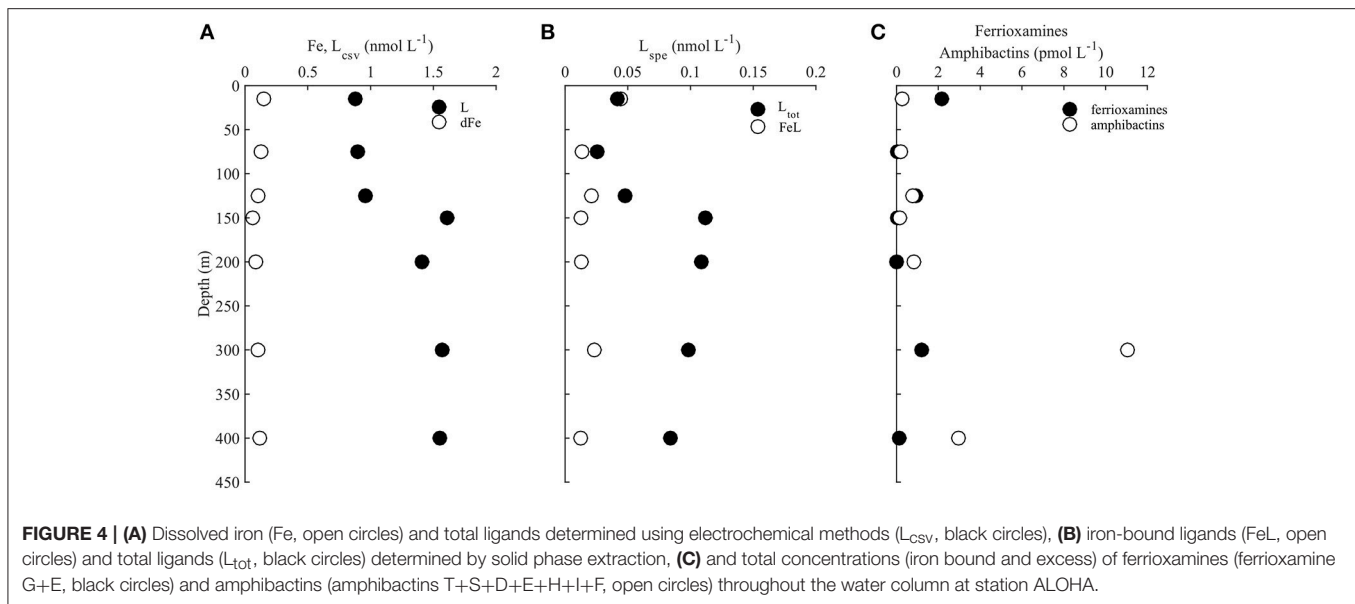 A
Fe, L_csv (nmol L^-1)
0 0.5 1 1.5 2
0
50
100
150
200
250
300
350
400
450
Depth (m)
L
dFe
B
L_spe (nmol L^-1)
0 0.05 0.1 0.15 0.2
L_tot
FeL
C
Ferrioxamines
Amphibactins (pmol L^-1)
0 2 4 6 8 10 12
ferrioxamines
amphibactins
FIGURE 4 | (A) Dissolved iron (Fe, open circles) and total ligands determined using electrochemical methods (L_CSV, black circles), (B) iron-bound ligands (FeL, open
circles) and total ligands (L_tot, black circles) determined by solid phase extraction, (C) and total concentrations (iron bound and excess) of ferrioxamines (ferrioxamine
G+E, black circles) and amphibactins (amphibactins T+S+D+E+H+I+F, open circles) throughout the water column at station ALOHA.